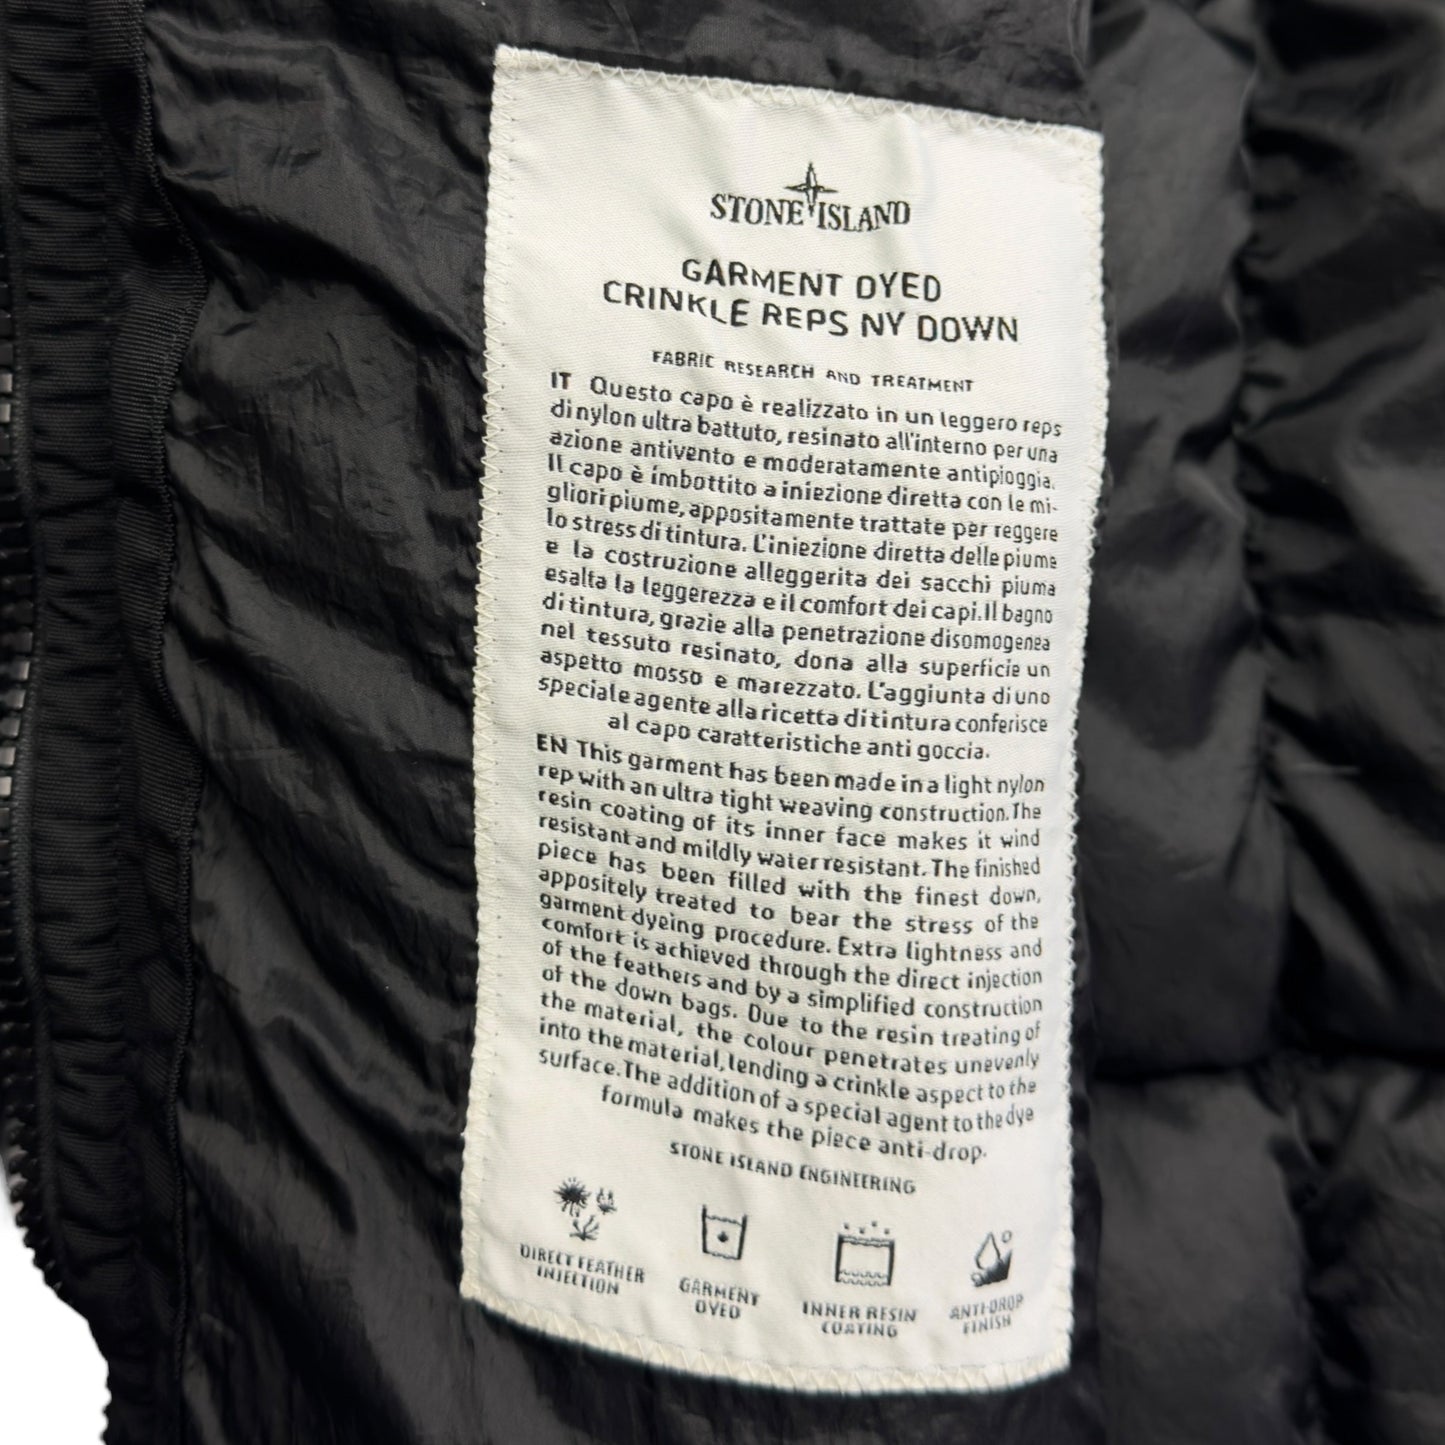 STONE ISLAND
GARMENT DYED
CRINKLE REPS NY DOWN
FABRIC RESEARCH AND TREATMENT
IT Questo capo è realizzato in un leggero reps
di nylon ultra battuto, resinato all'interno per una
azione antivento e moderatamente antipioggia.
Il capo è imbottito a iniezione diretta con le mi-
gliori piume, appositamente trattate per reggere
lo stress di tintura. L'iniezione diretta delle piume
e la costruzione alleggerita dei sacchi piuma
esalta la leggerezza e il comfort dei capi. Il bagno
di tintura, grazie alla penetrazione disomogenea
nel tessuto resinato, dona alla superficie un
aspetto mosso e marezzato. L'aggiunta di uno
speciale agente alla ricetta di tintura conferisce
al capo caratteristiche anti goccia.
EN This garment has been made in a light nylon
rep with an ultra tight weaving construction. The
resin coating of its inner face makes it wind
resistant and mildly water resistant. The finished
piece has been filled with the finest down,
appositely treated to bear the stress of the
garment dyeing procedure. Extra lightness and
comfort is achieved through the direct injection
of the feathers and by a simplified construction
of the down bags. Due to the resin treating of
the material, the colour penetrates unevenly
into the material, lending a crinkle aspect to the
surface. The addition of a special agent to the dye
formula makes the piece anti-drop.
STONE ISLAND ENGINEERING
DIRECT FEATHER
INJECTION
GARMENT
DYED
INNER RESIN
COATING
ANTI-DROP
FINISH